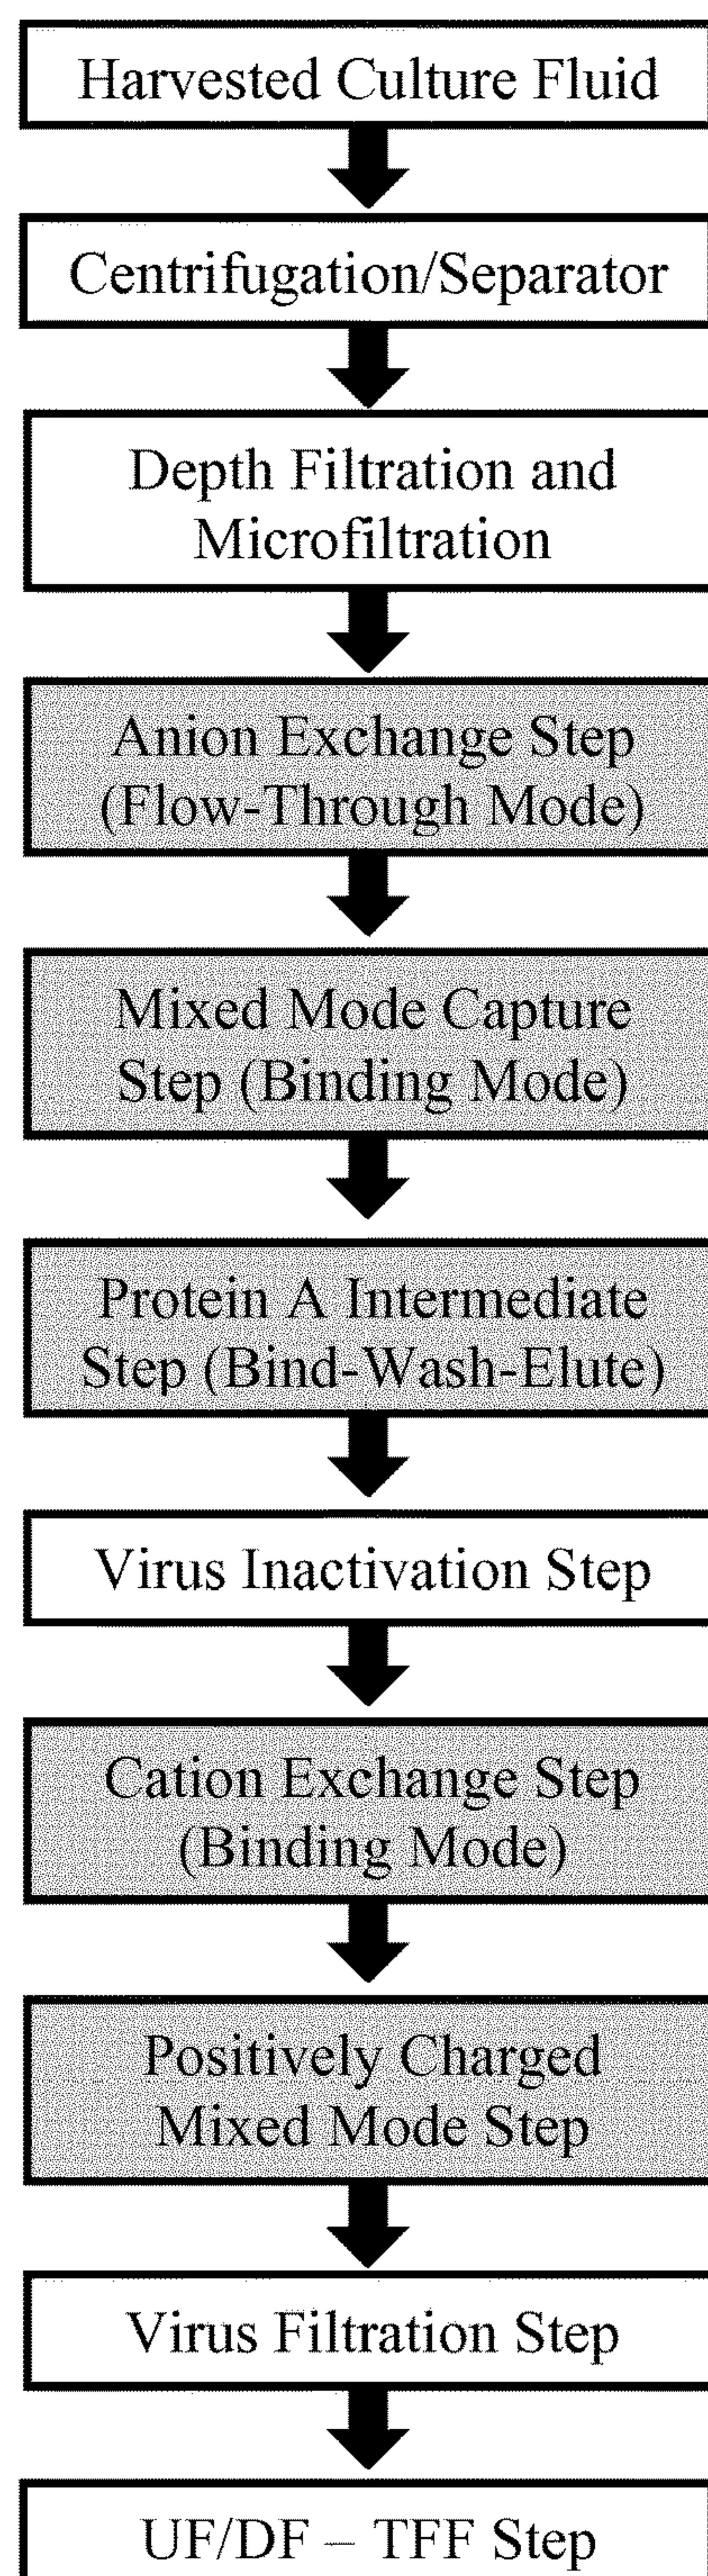 Harvested Culture Fluid
Centrifugation/Separator
Depth Filtration and
Microfiltration
Anion Exchange Step
(Flow-Through Mode)
Mixed Mode Capture
Step (Binding Mode)
Protein A Intermediate
Step (Bind-Wash-Elute)
Virus Inactivation Step
Cation Exchange Step
(Binding Mode)
Positively Charged
Mixed Mode Step
Virus Filtration Step
UF/DF – TFF Step